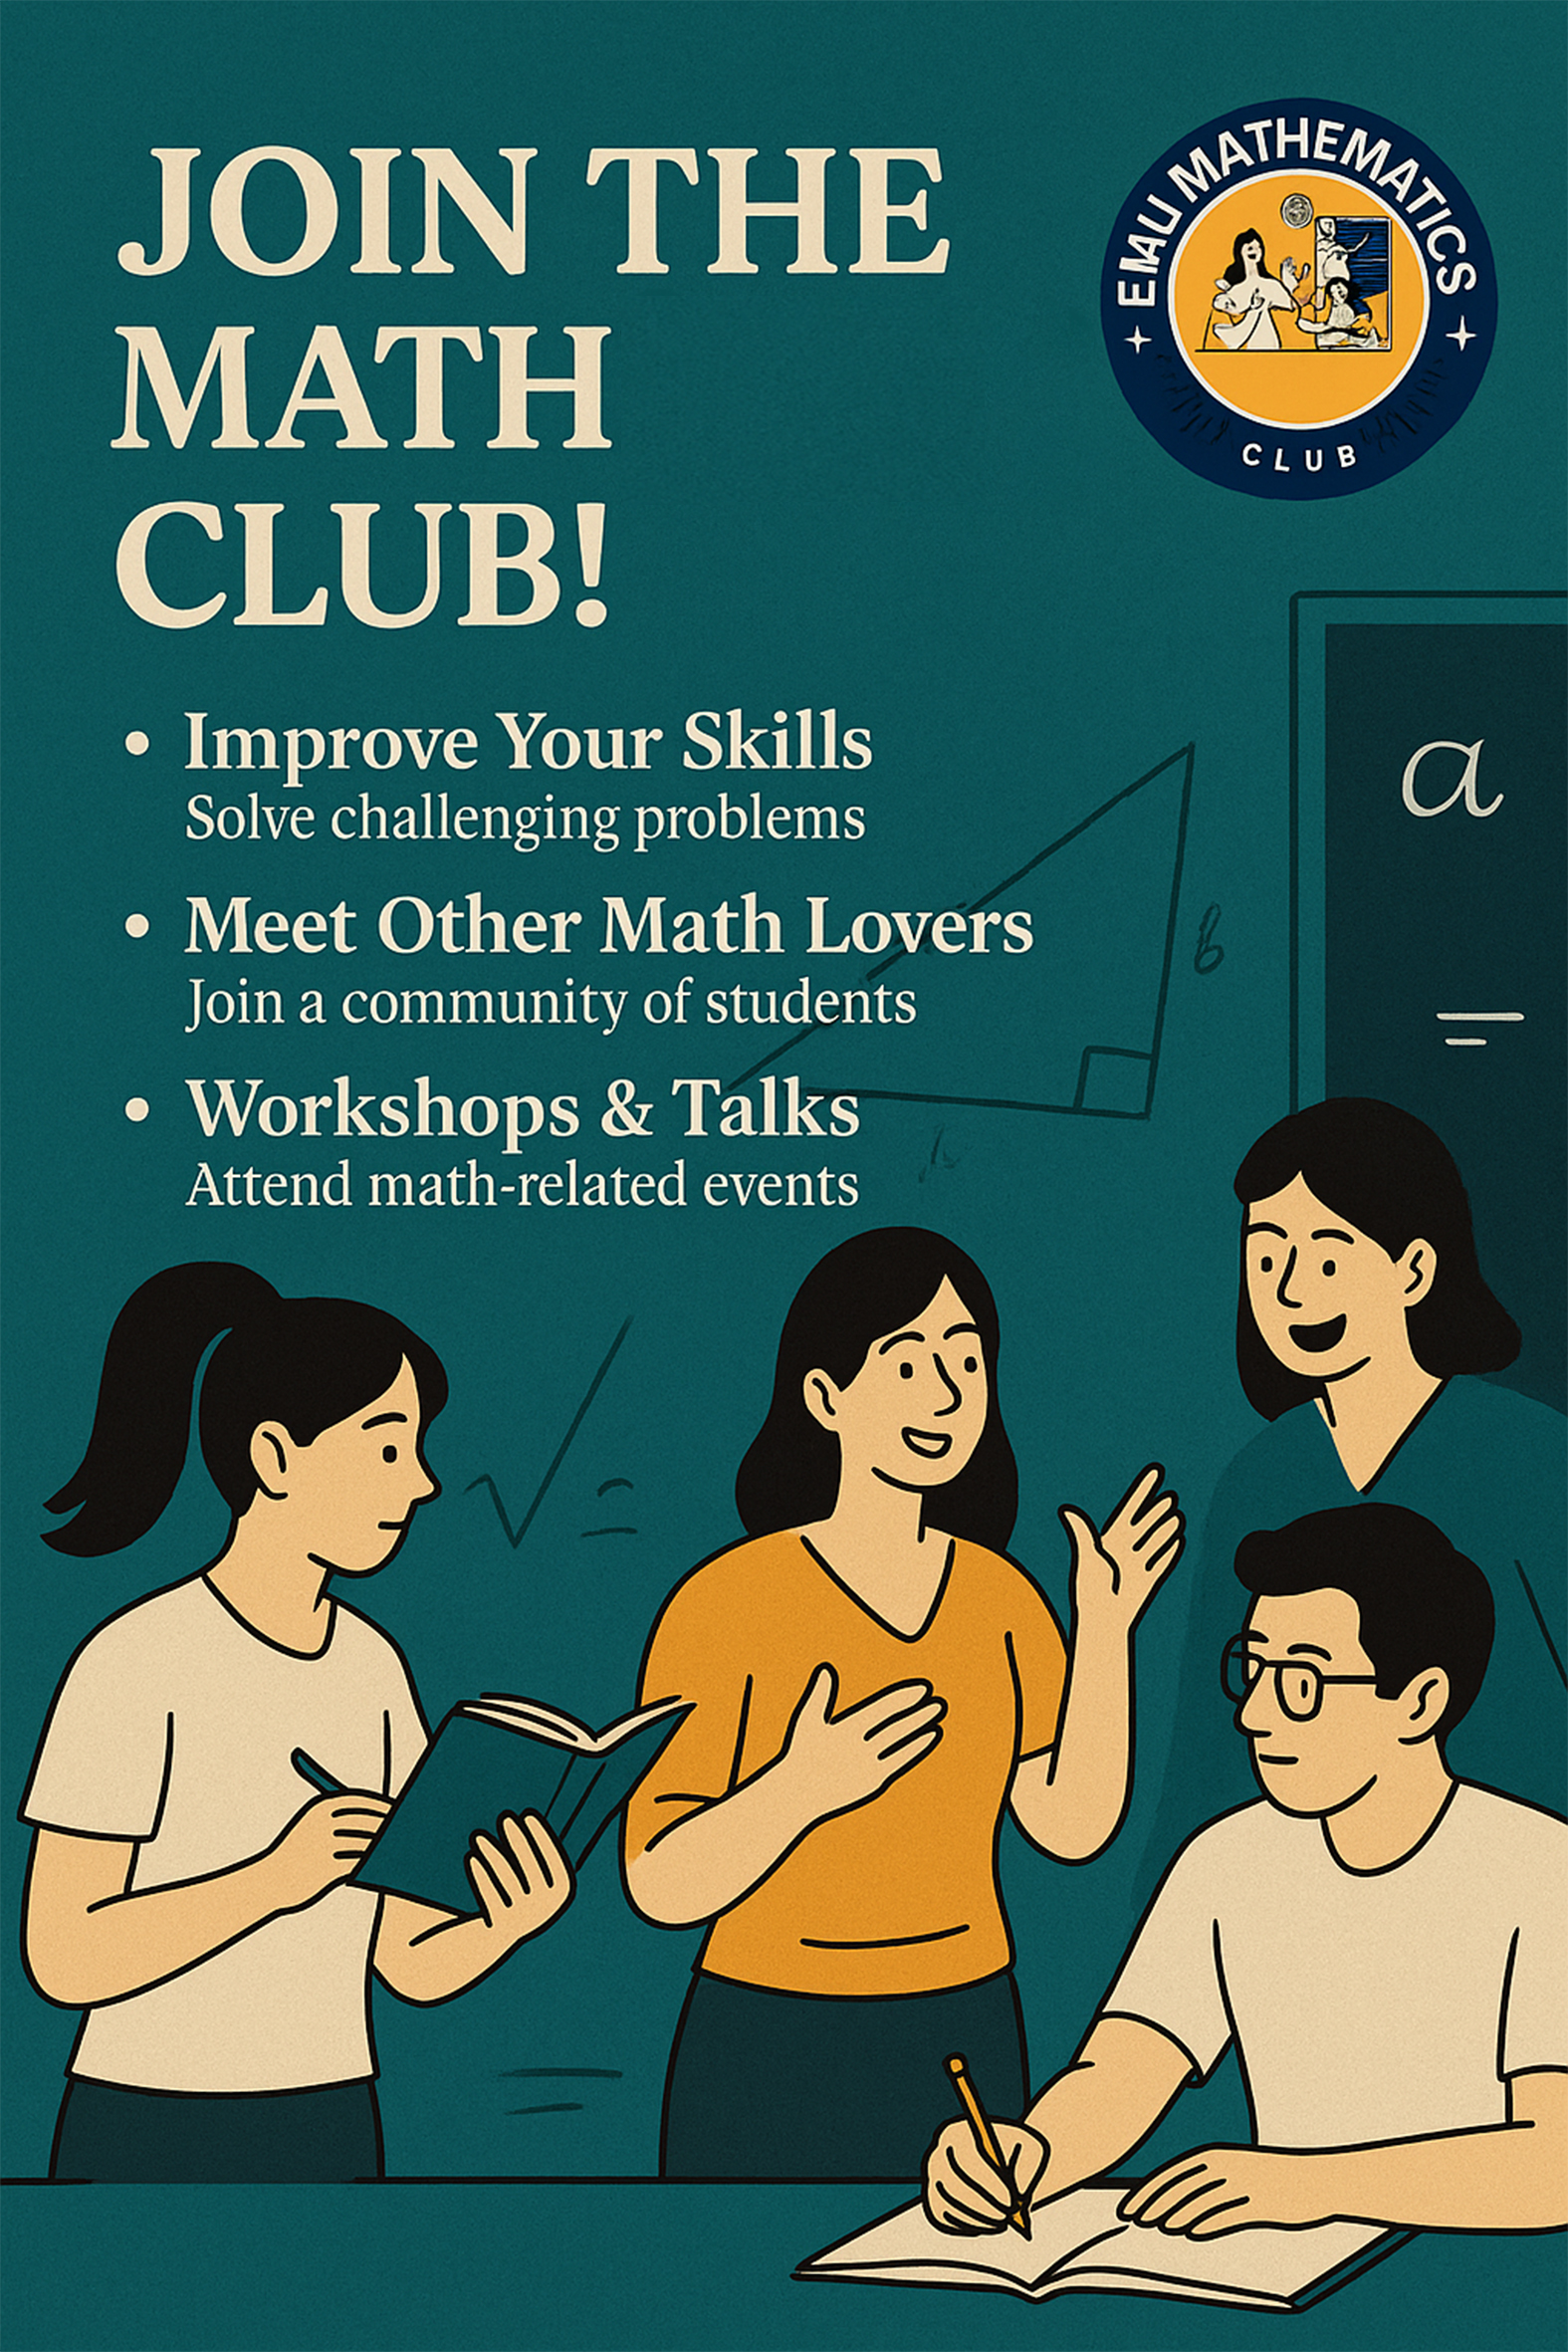 JOIN THE
MATH
CLUB!
EMU MATHEMATICS
CLUB
• Improve Your Skills
Solve challenging problems
• Meet Other Math Lovers
Join a community of students
• Workshops & Talks
Attend math-related events
a
b
√ =